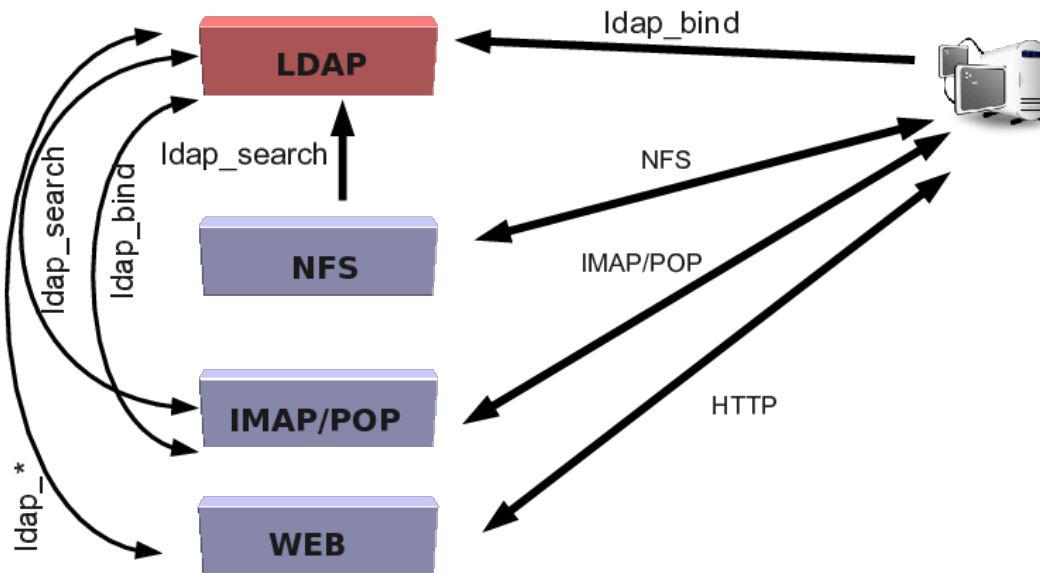 ldap_bind
LDAP
ldap_search
NFS
ldap_search
ldap_bind
NFS
IMAP/POP
IMAP/POP
HTTP
ldap_*
WEB